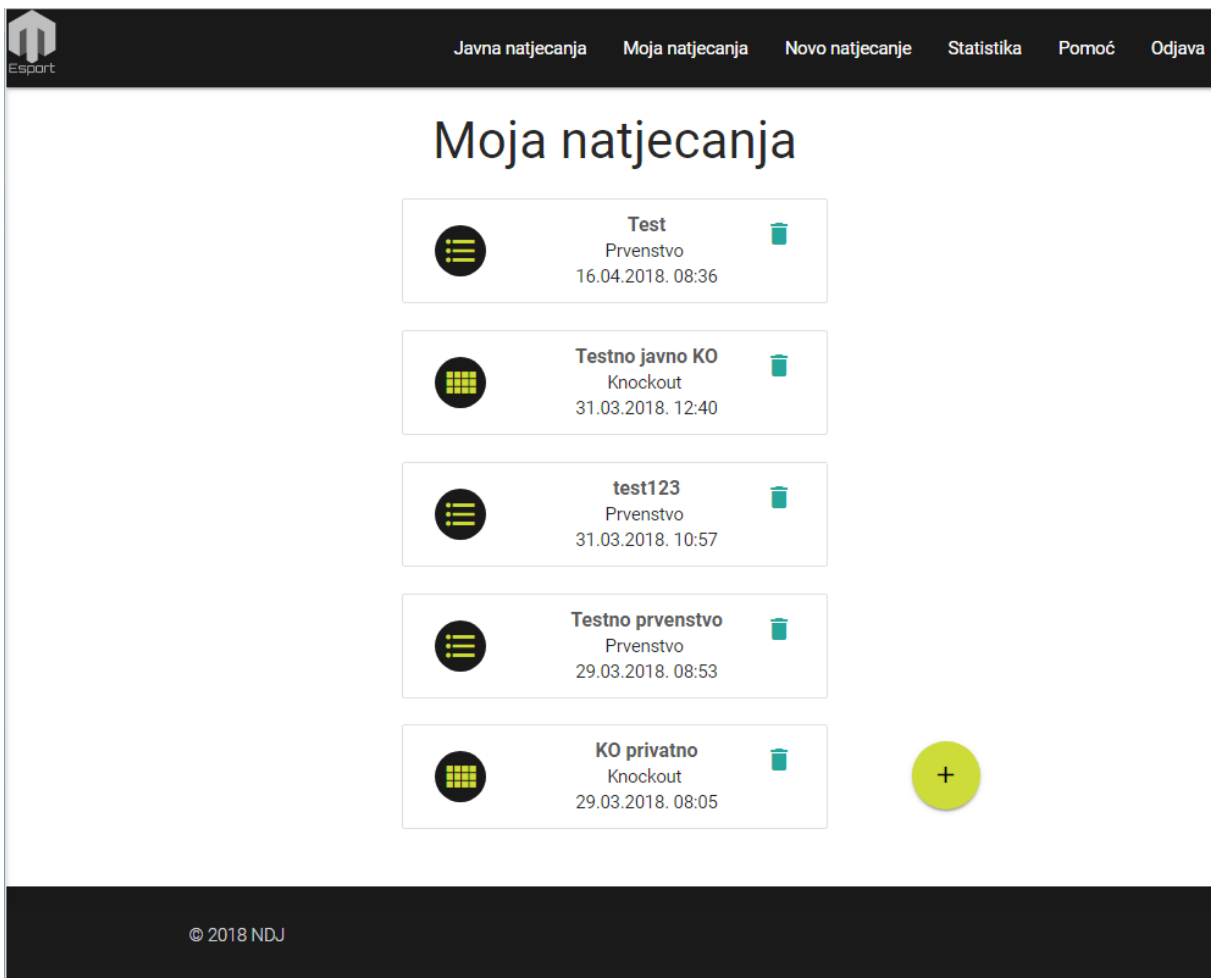 Esport
Javna natjecanja Moja natjecanja Novo natjecanje Statistika Pomoć Odjava
Moja natjecanja
Test
Prvenstvo
16.04.2018. 08:36
Testno javno KO
Knockout
31.03.2018. 12:40
test123
Prvenstvo
31.03.2018. 10:57
Testno prvenstvo
Prvenstvo
29.03.2018. 08:53
KO privatno
Knockout
29.03.2018. 08:05
+
© 2018 NDJ